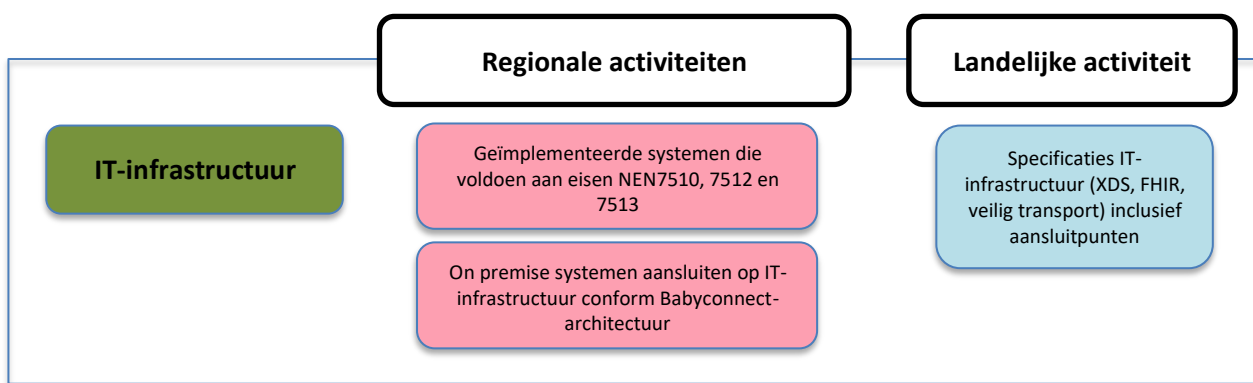 Regionale activiteiten
Landelijke activiteit
IT-infrastructuur
Geïmplementeerde systemen die
voldoen aan eisen NEN7510, 7512 en
7513
Specificaties IT-
infrastructuur (XDS, FHIR,
veilig transport) inclusief
aansluitpunten
On premise systemen aansluiten op IT-
infrastructuur conform Babyconnect-
architectuur